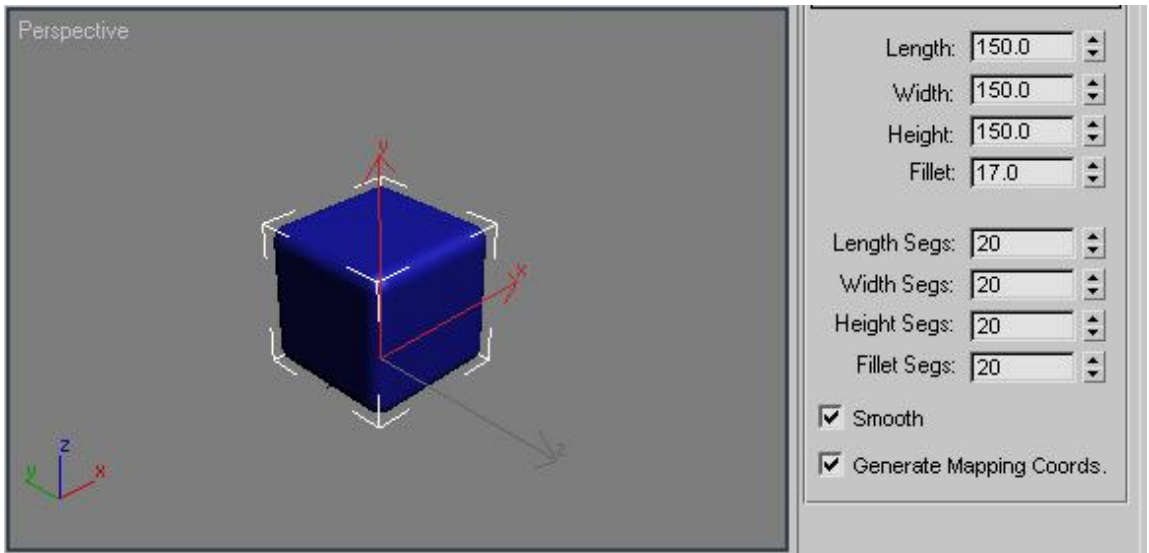 Perspective
y
x
z
z
y
x
Length: 150.0
Width: 150.0
Height: 150.0
Fillet: 17.0
Length Segs: 20
Width Segs: 20
Height Segs: 20
Fillet Segs: 20
Smooth
Generate Mapping Coords.